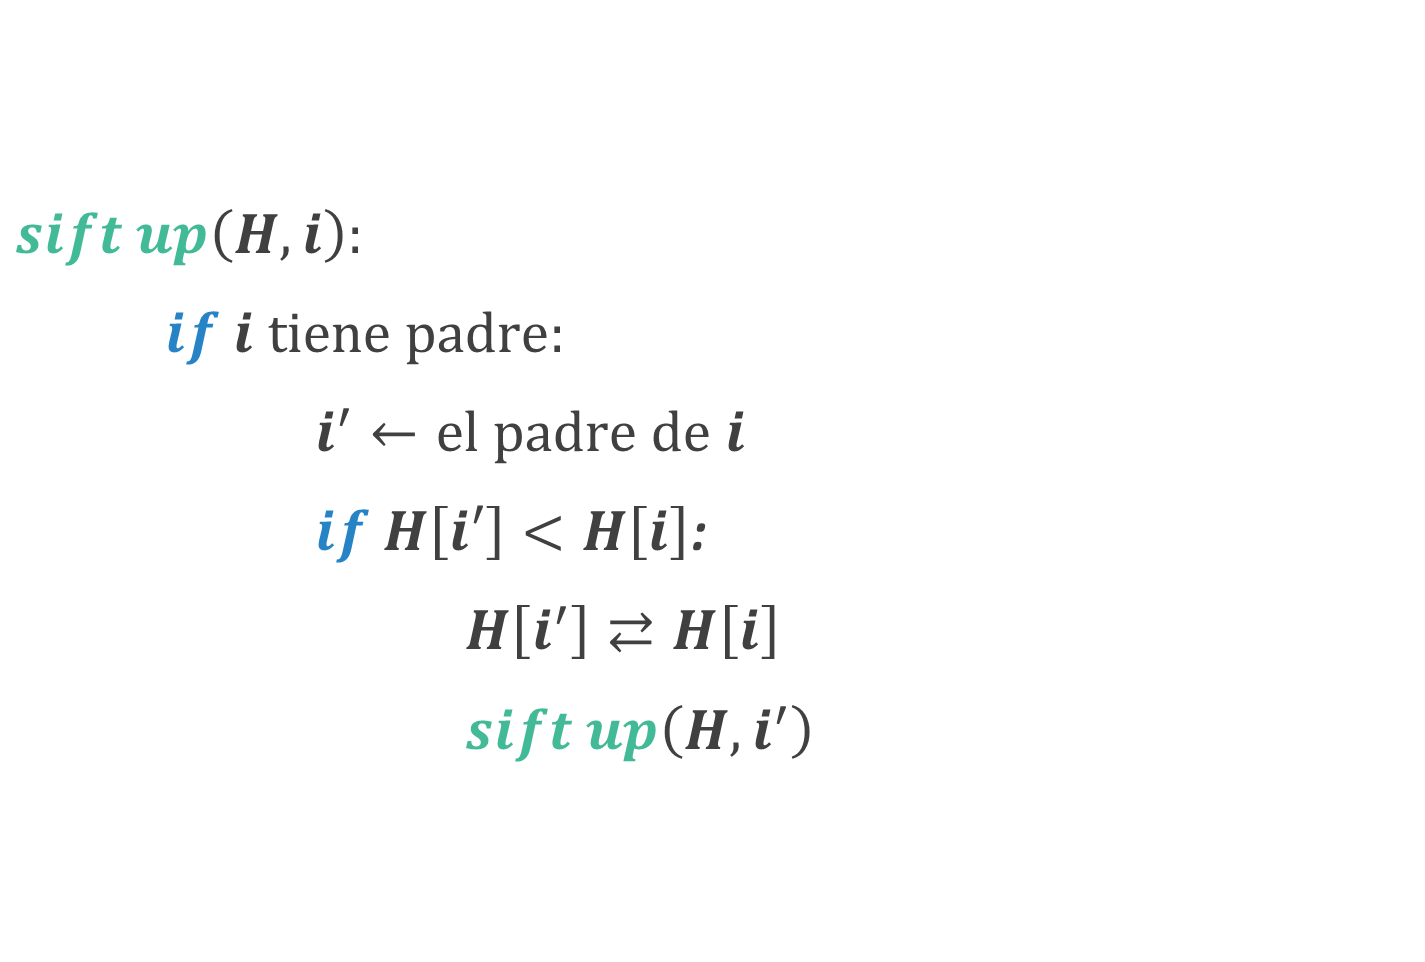 sift up(H, i):
if i tiene padre:
i′ ← el padre de i
if H[i′] < H[i]:
H[i′] ⇄ H[i]
sift up(H, i′)